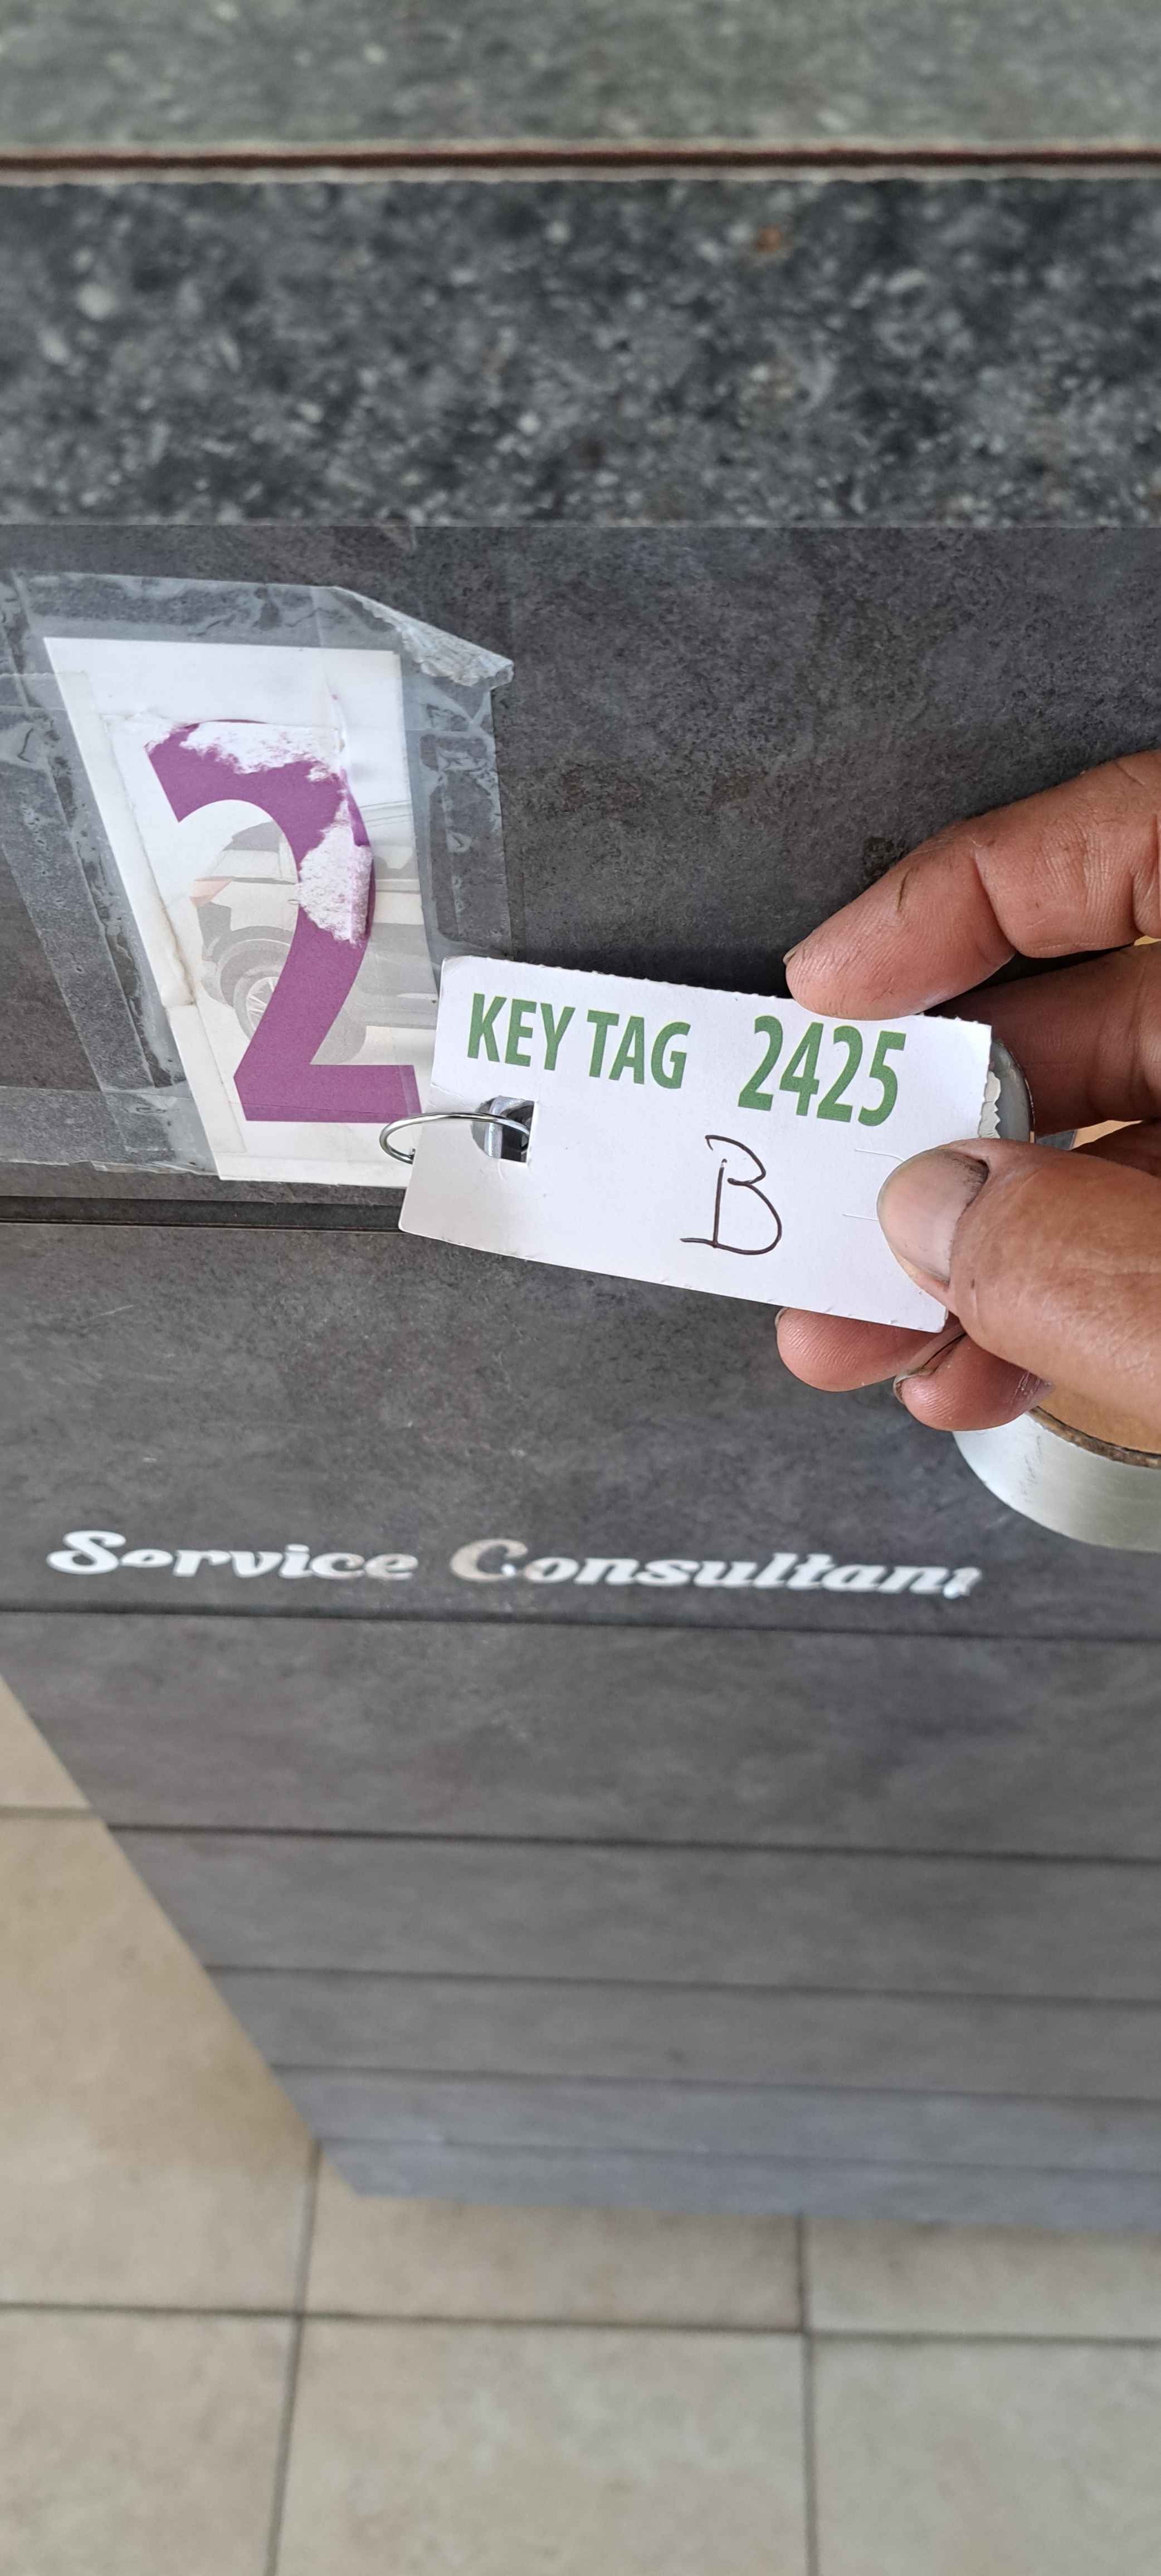 2
KEY TAG 2425
B
Service Consultant